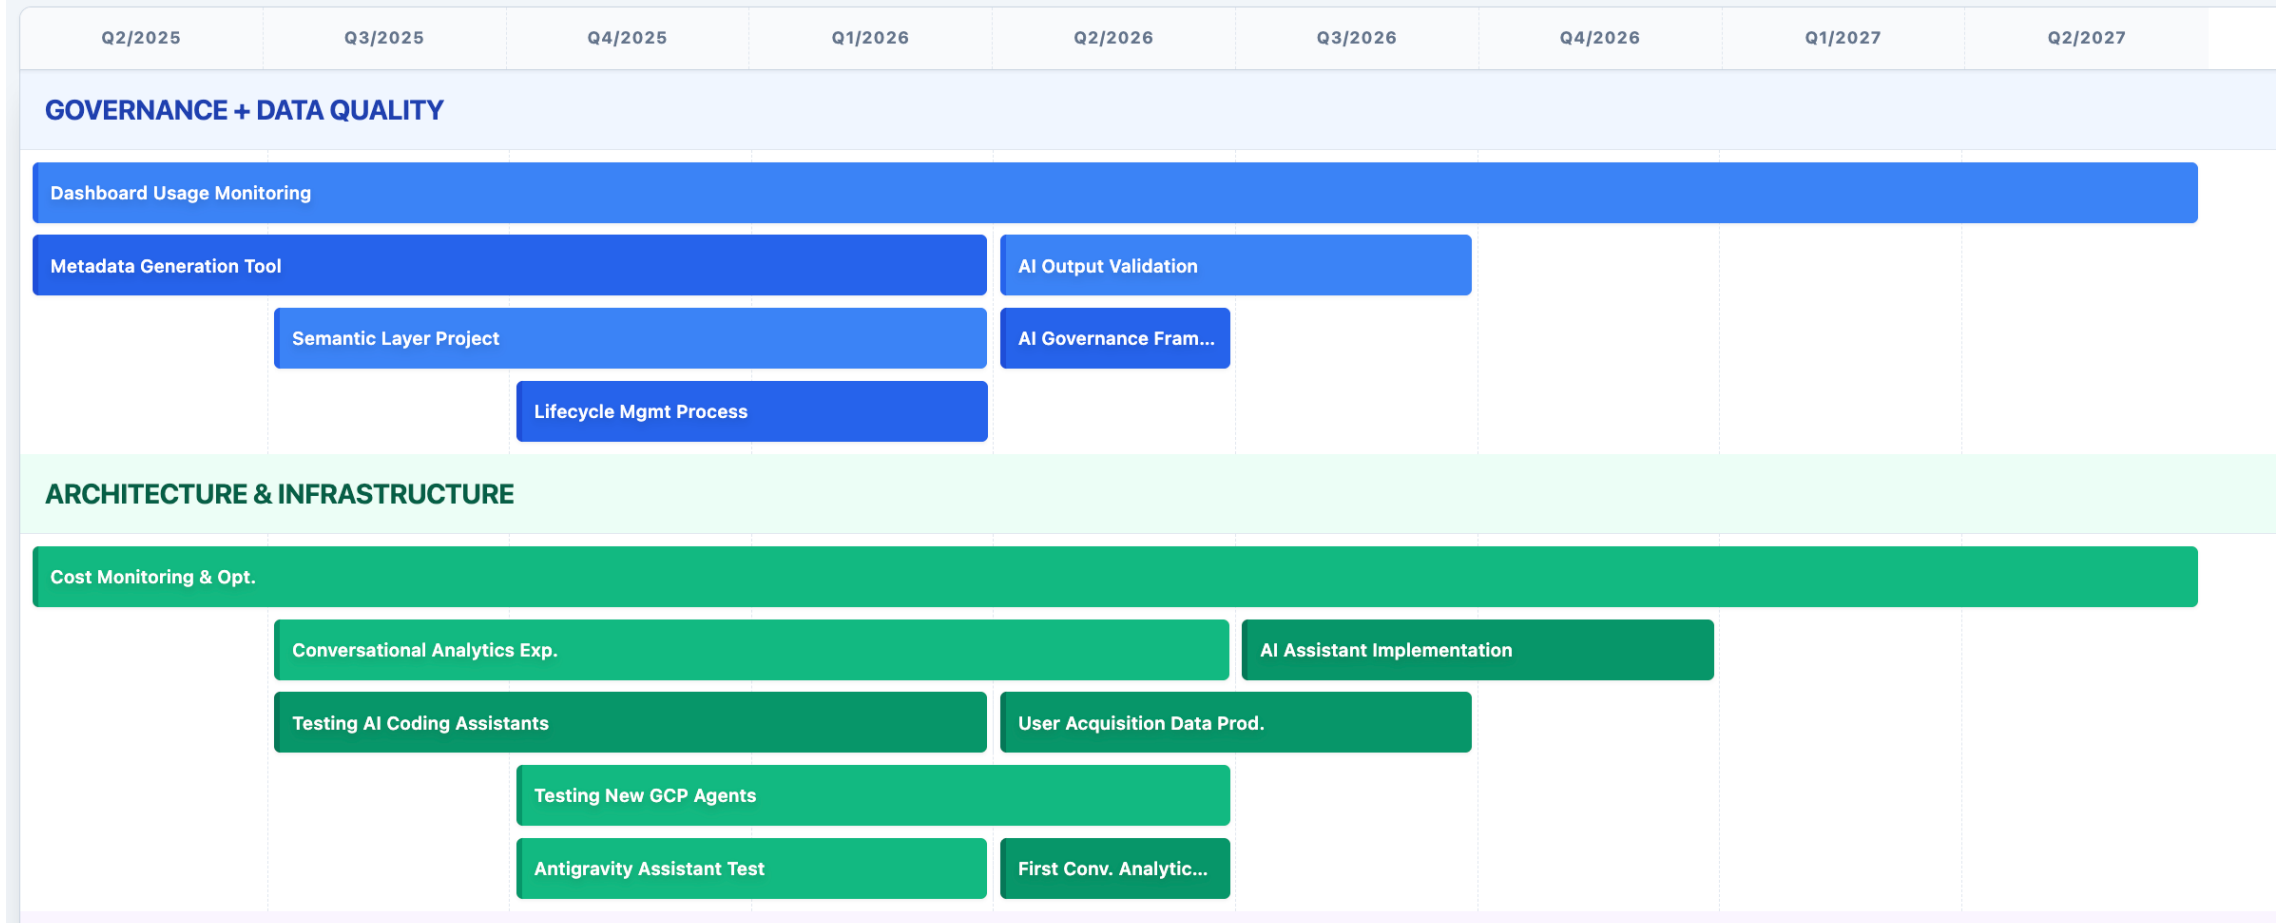 Q2/2025 Q3/2025 Q4/2025 Q1/2026 Q2/2026 Q3/2026 Q4/2026 Q1/2027 Q2/2027
GOVERNANCE + DATA QUALITY
Dashboard Usage Monitoring
Metadata Generation Tool
AI Output Validation
Semantic Layer Project
AI Governance Fram...
Lifecycle Mgmt Process
ARCHITECTURE & INFRASTRUCTURE
Cost Monitoring & Opt.
Conversational Analytics Exp.
AI Assistant Implementation
Testing AI Coding Assistants
User Acquisition Data Prod.
Testing New GCP Agents
Antigravity Assistant Test
First Conv. Analytic...